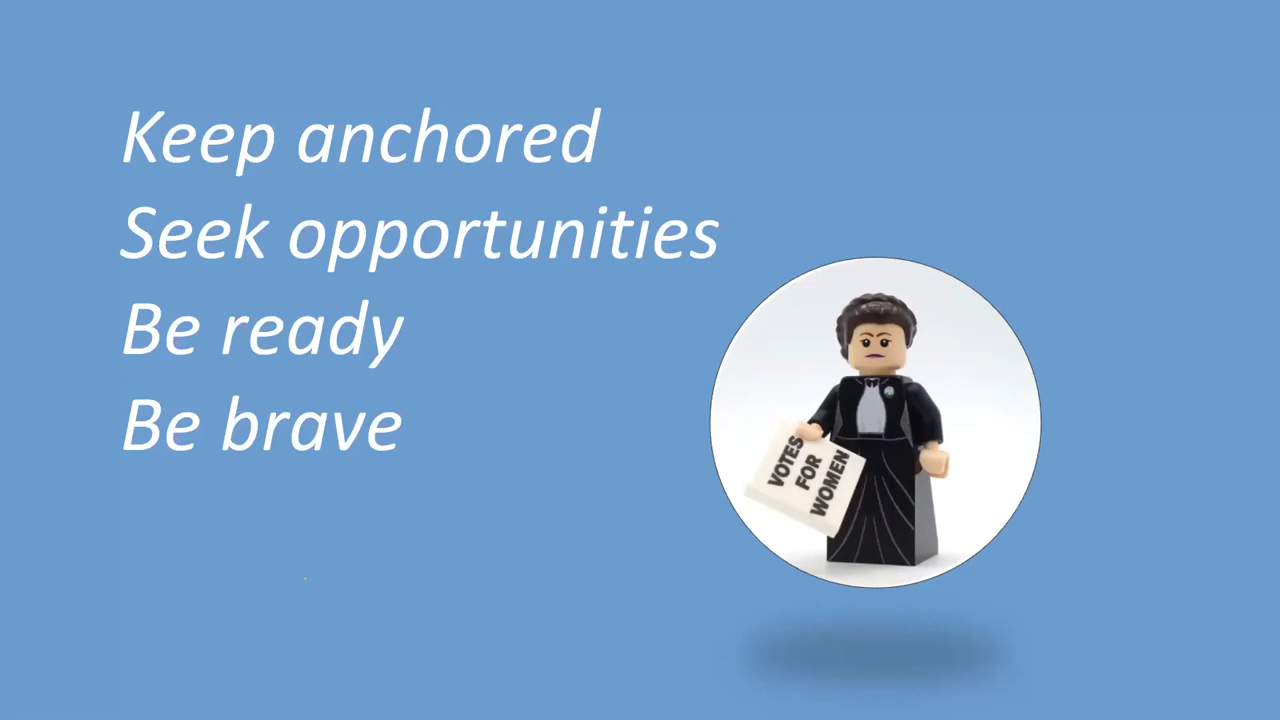 Keep anchored
Seek opportunities
Be ready
Be brave
VOTES
FOR
WOMEN